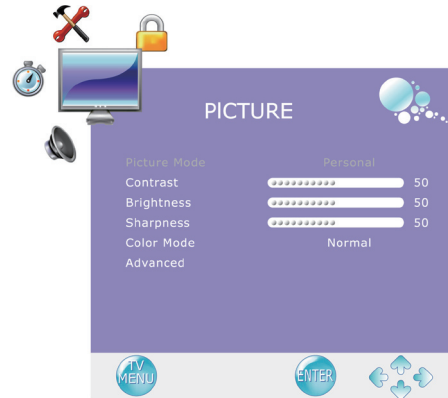 PICTURE
Picture Mode Personal
Contrast 50
Brightness 50
Sharpness 50
Color Mode Normal
Advanced
TV MENU
ENTER